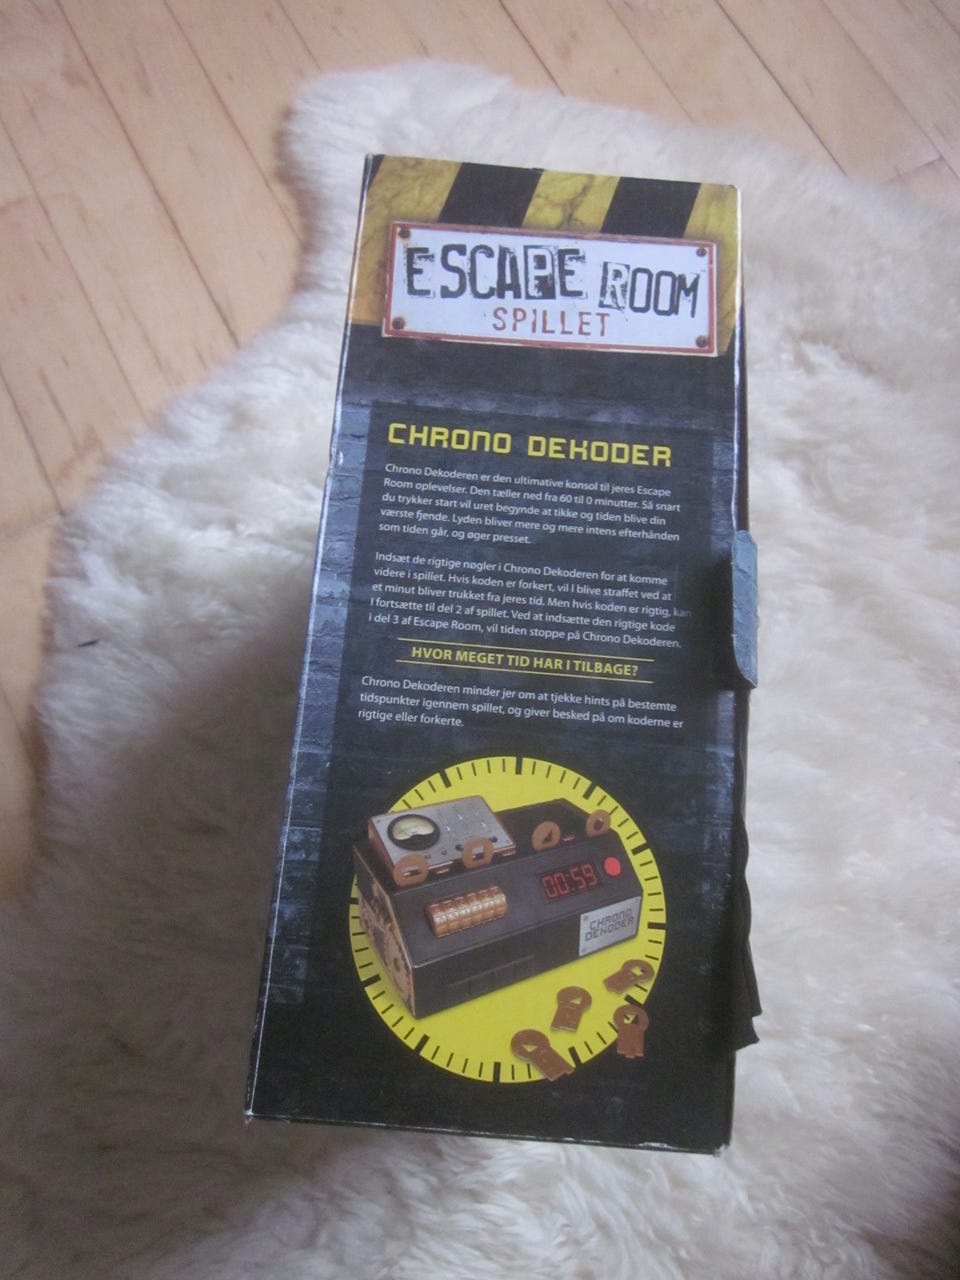 ESCAPE ROOM
SPILLET
CHRONO DEKODER
Chrono Dekoderen er den ultimative konsol til jeres Escape
Room oplevelser. Den tæller ned fra 60 til 0 minutter. Så snart
du trykker start vil uret begynde at tikke og tiden blive din
værste fjende. Lyden bliver mere og mere intens efterhånden
som tiden går, og øger presset.
Indsæt de rigtige nøgler i Chrono Dekoderen for at komme
videre i spillet. Hvis koden er forkert, vil I blive straffet ved at
et minut bliver trukket fra jeres tid. Men hvis koden er rigtig, kan
I fortsætte til del 2 af spillet. Ved at indsætte den rigtige kode
i del 3 af Escape Room, vil tiden stoppe på Chrono Dekoderen.
HVOR MEGET TID HAR I TILBAGE?
Chrono Dekoderen minder jer om at tjekke hints på bestemte
tidspunkter igennem spillet, og giver besked på om koderne er
rigtige eller forkerte.
00:59
CHRONO
DEKODER